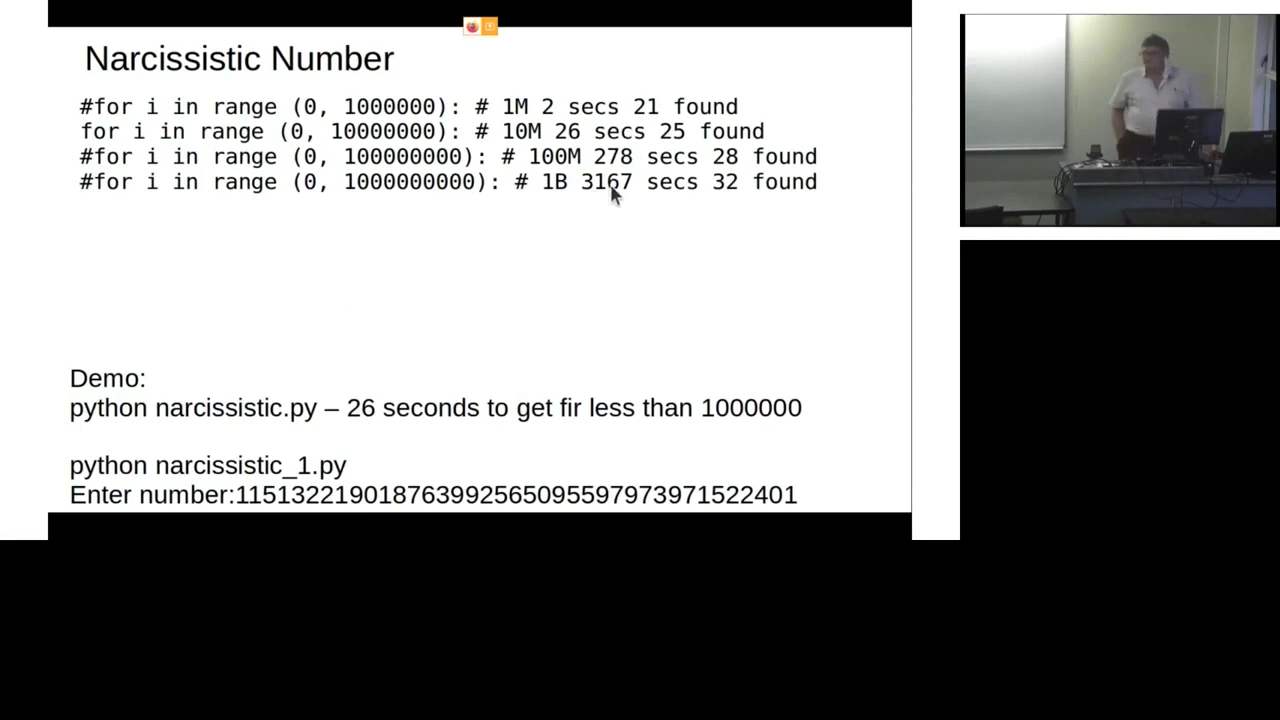 Narcissistic Number
#for i in range (0, 1000000): # 1M 2 secs 21 found
for i in range (0, 10000000): # 10M 26 secs 25 found
#for i in range (0, 100000000): # 100M 278 secs 28 found
#for i in range (0, 1000000000): # 1B 3167 secs 32 found
Demo:
python narcissistic.py – 26 seconds to get fir less than 1000000
python narcissistic_1.py
Enter number:115132219018763992565095597973971522401